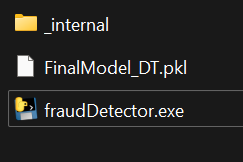 _internal
FinalModel_DT.pkl
fraudDetector.exe